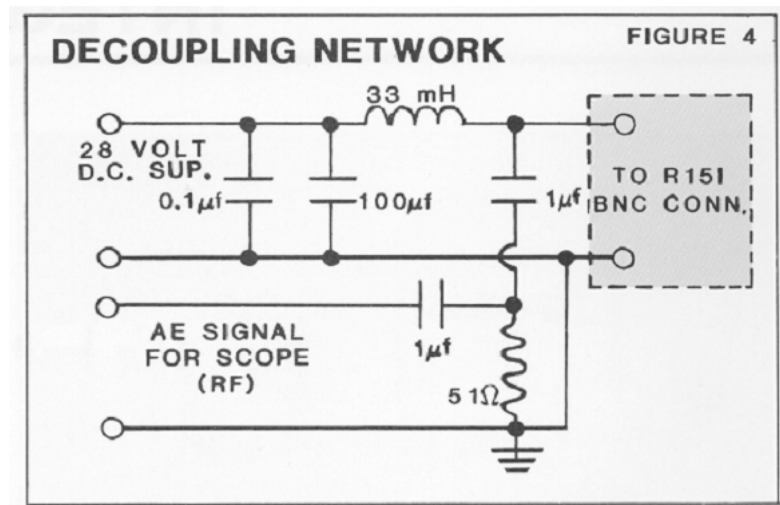 FIGURE 4
DECOUPLING NETWORK
33 mH
28 VOLT
D.C. SUP.
0.1µf
100µf
1µf
TO R15I
BNC CONN.
AE SIGNAL
FOR SCOPE
(RF)
1µf
51Ω